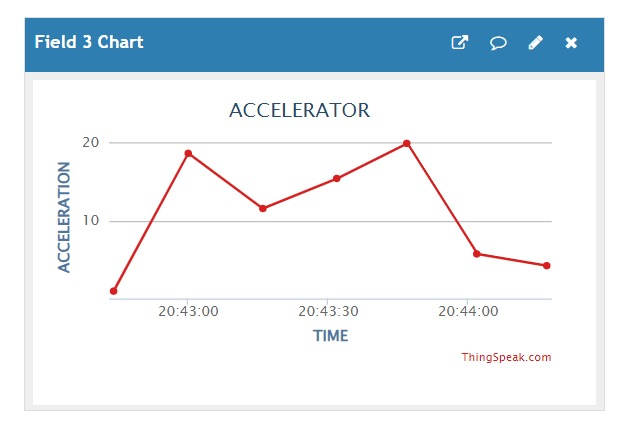 Field 3 Chart
ACCELERATOR
20
10
ACCELERATION
20:43:00 20:43:30 20:44:00
TIME
ThingSpeak.com